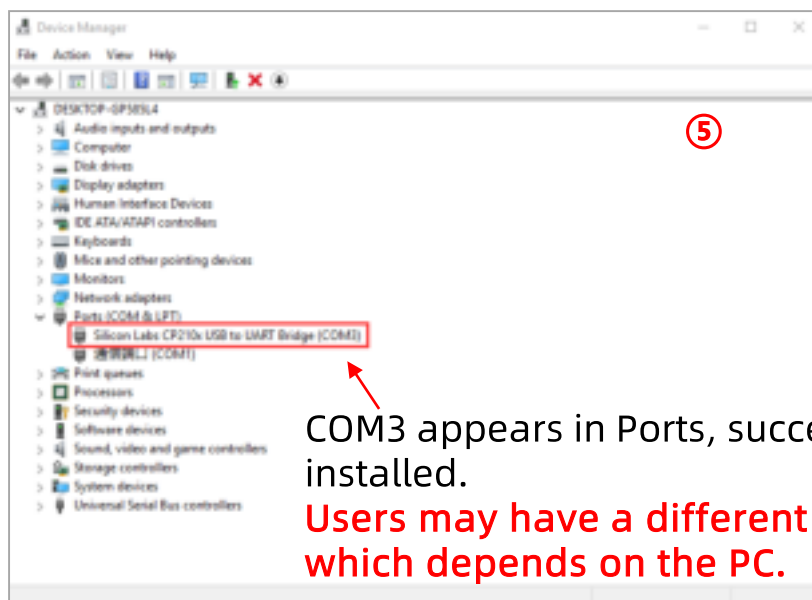 Device Manager
File Action View Help
DESKTOP-GP5I5L4
Audio inputs and outputs
Computer
Disk drives
Display adapters
Human Interface Devices
IDE ATA/ATAPI controllers
Keyboards
Mice and other pointing devices
Monitors
Network adapters
Ports (COM & LPT)
Silicon Labs CP210x USB to UART Bridge (COM3)
(COM1)
Print queues
Processors
Security devices
Software devices
Sound, video and game controllers
Storage controllers
System devices
Universal Serial Bus controllers
⑤
COM3 appears in Ports, succe
installed.
Users may have a different
which depends on the PC.